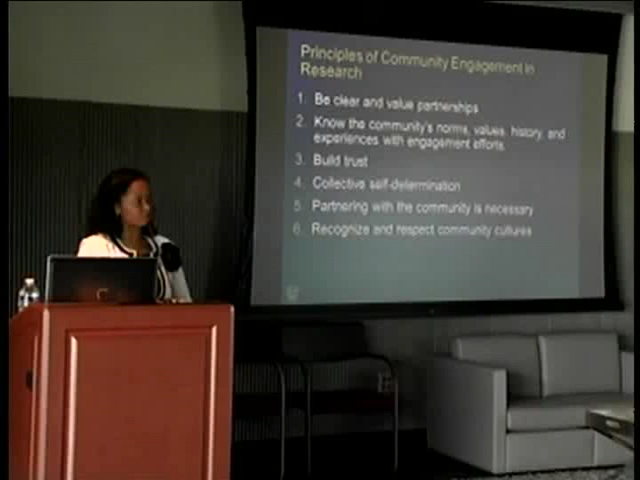 Principles of Community Engagement in
Research
1. Be clear and value partnerships
2. Know the community's norms, values, history, and
experiences with engagement efforts.
3. Build trust
4. Collective self-determination
5. Partnering with the community is necessary
6. Recognize and respect community cultures